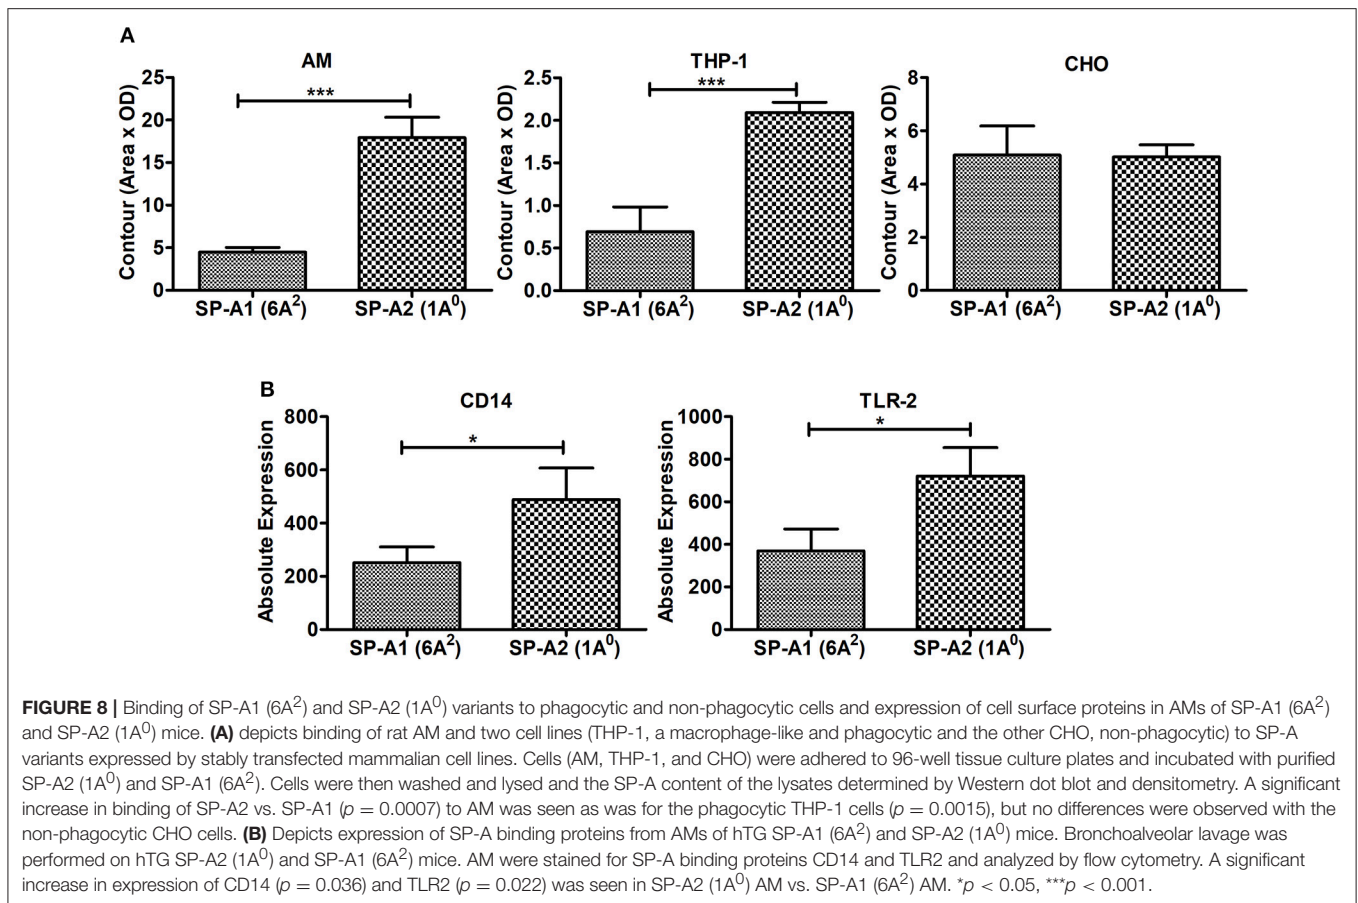 A
AM
Contour (Area x OD)
25
20
15
10
5
0
***
SP-A1 (6A²)
SP-A2 (1A⁰)
THP-1
Contour (Area x OD)
2.5
2.0
1.5
1.0
0.5
0.0
***
SP-A1 (6A²)
SP-A2 (1A⁰)
CHO
Contour (Area x OD)
8
6
4
2
0
SP-A1 (6A²)
SP-A2 (1A⁰)
B
CD14
Absolute Expression
800
600
400
200
0
*
SP-A1 (6A²)
SP-A2 (1A⁰)
TLR-2
Absolute Expression
1000
800
600
400
200
0
*
SP-A1 (6A²)
SP-A2 (1A⁰)
FIGURE 8 | Binding of SP-A1 (6A²) and SP-A2 (1A⁰) variants to phagocytic and non-phagocytic cells and expression of cell surface proteins in AMs of SP-A1 (6A²)
and SP-A2 (1A⁰) mice. (A) depicts binding of rat AM and two cell lines (THP-1, a macrophage-like and phagocytic and the other CHO, non-phagocytic) to SP-A
variants expressed by stably transfected mammalian cell lines. Cells (AM, THP-1, and CHO) were adhered to 96-well tissue culture plates and incubated with purified
SP-A2 (1A⁰) and SP-A1 (6A²). Cells were then washed and lysed and the SP-A content of the lysates determined by Western dot blot and densitometry. A significant
increase in binding of SP-A2 vs. SP-A1 (p = 0.0007) to AM was seen as was for the phagocytic THP-1 cells (p = 0.0015), but no differences were observed with the
non-phagocytic CHO cells. (B) Depicts expression of SP-A binding proteins from AMs of hTG SP-A1 (6A²) and SP-A2 (1A⁰) mice. Bronchoalveolar lavage was
performed on hTG SP-A2 (1A⁰) and SP-A1 (6A²) mice. AM were stained for SP-A binding proteins CD14 and TLR2 and analyzed by flow cytometry. A significant
increase in expression of CD14 (p = 0.036) and TLR2 (p = 0.022) was seen in SP-A2 (1A⁰) AM vs. SP-A1 (6A²) AM. *p < 0.05, ***p < 0.001.